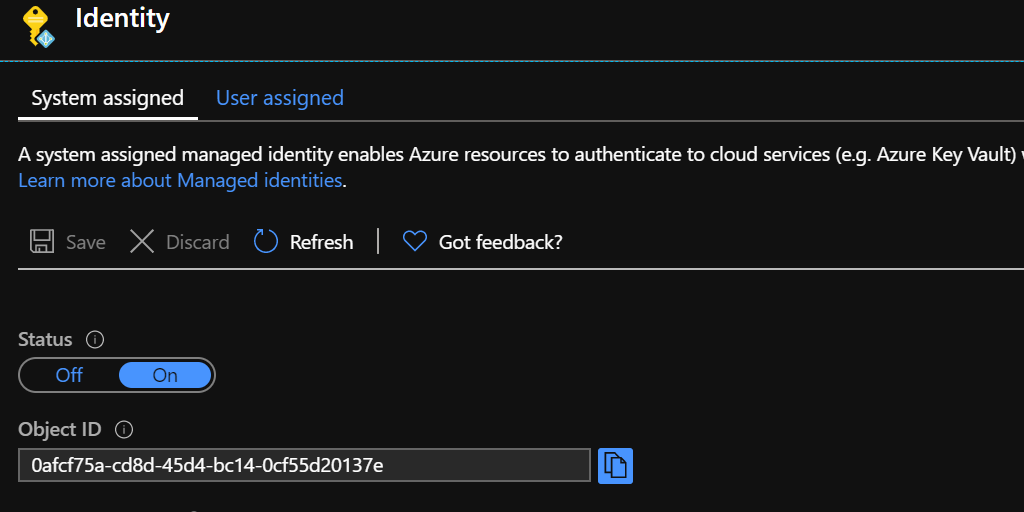 Identity
System assigned User assigned
A system assigned managed identity enables Azure resources to authenticate to cloud services (e.g. Azure Key Vault)
Learn more about Managed identities.
Save Discard Refresh Got feedback?
Status
Off On
Object ID
0afcf75a-cd8d-45d4-bc14-0cf55d20137e